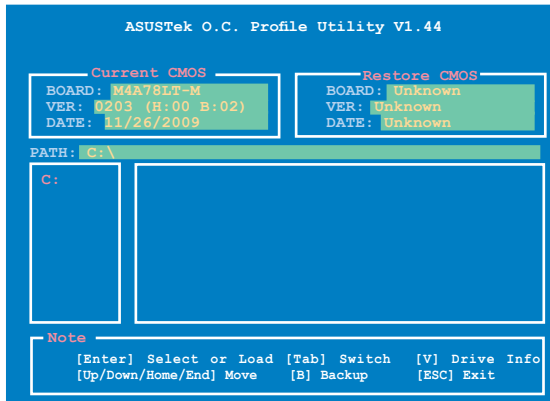 ASUSTek O.C. Profile Utility V1.44
Current CMOS
BOARD: M4A78LT-M
VER: 0203 (H:00 B:02)
DATE: 11/26/2009
Restore CMOS
BOARD: Unknown
VER: Unknown
DATE: Unknown
PATH: C:\
C:
Note
[Enter] Select or Load [Tab] Switch [V] Drive Info
[Up/Down/Home/End] Move [B] Backup [ESC] Exit